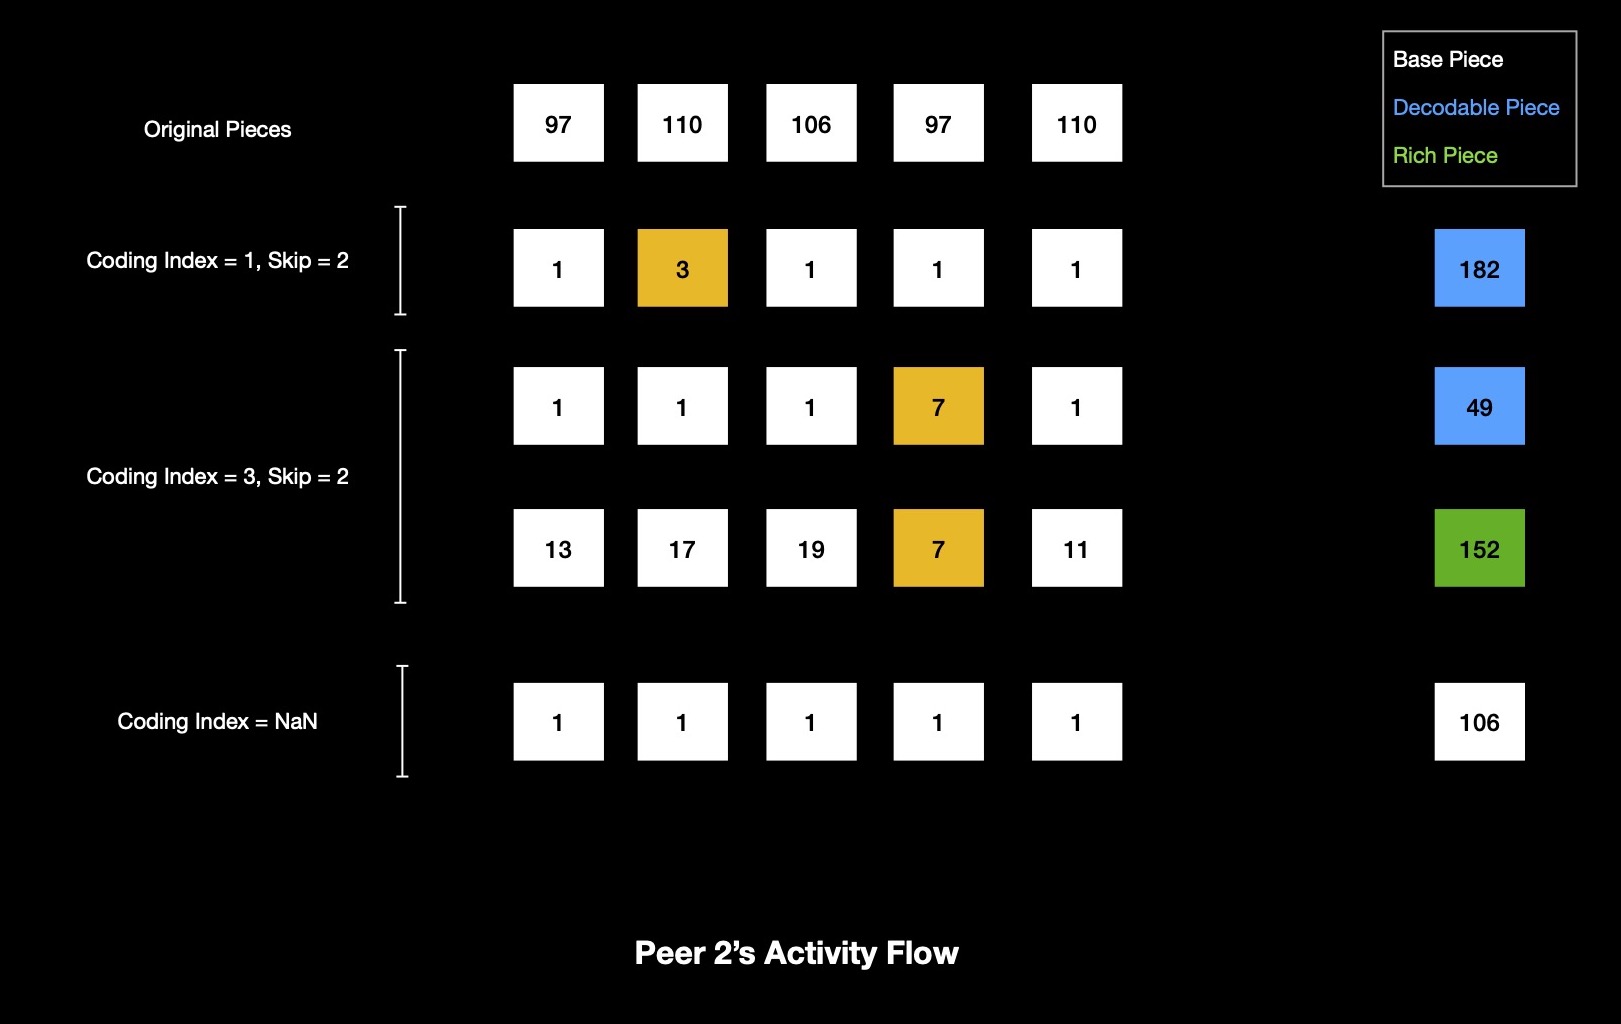 Base Piece
Decodable Piece
Rich Piece
Original Pieces 97 110 106 97 110
Coding Index = 1, Skip = 2 1 3 1 1 1 182
1 1 1 7 1 49
Coding Index = 3, Skip = 2
13 17 19 7 11 152
Coding Index = NaN 1 1 1 1 1 106
Peer 2’s Activity Flow